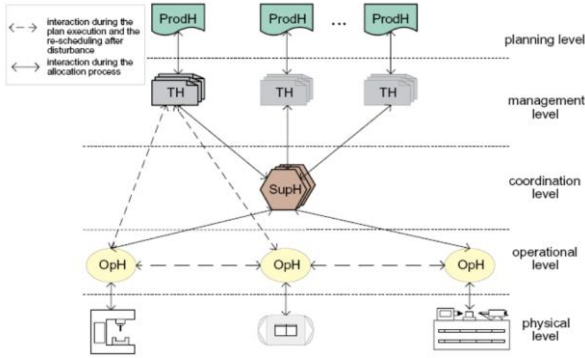 interaction during the
plan execution and the
re-scheduling after
disturbance
interaction during the
allocation process
ProdH
ProdH
...
ProdH
planning level
TH
TH
TH
management
level
SupH
coordination
level
OpH
OpH
OpH
operational
level
physical
level